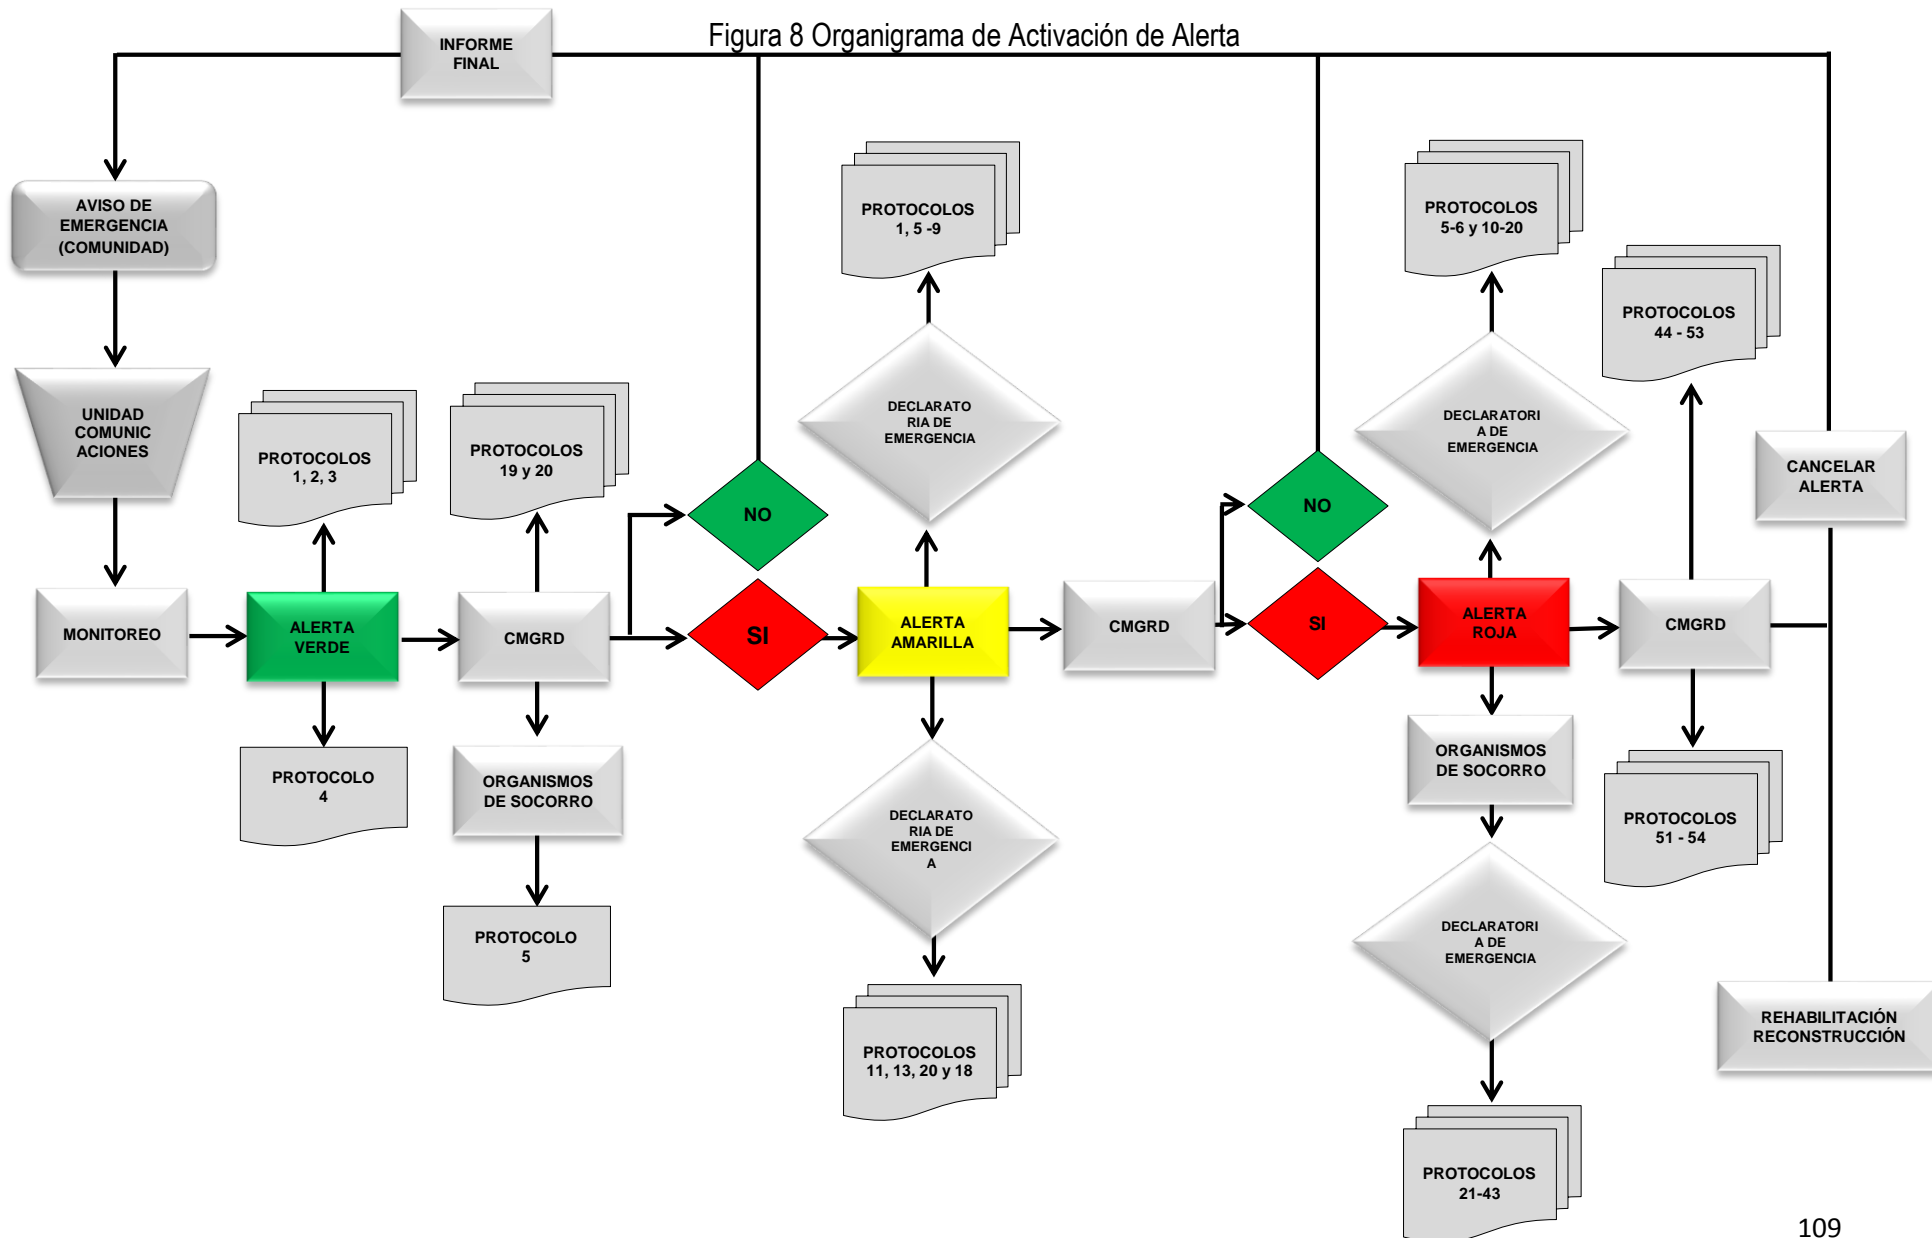 Figura 8 Organigrama de Activación de Alerta
INFORME
FINAL
AVISO DE
EMERGENCIA
(COMUNIDAD)
UNIDAD
COMUNIC
ACIONES
MONITOREO
PROTOCOLOS
1, 2, 3
ALERTA
VERDE
PROTOCOLO
4
PROTOCOLOS
19 y 20
CMGRD
ORGANISMOS
DE SOCORRO
PROTOCOLO
5
NO
SI
PROTOCOLOS
1, 5 -9
DECLARATO
RIA DE
EMERGENCIA
ALERTA
AMARILLA
DECLARATO
RIA DE
EMERGENCI
A
PROTOCOLOS
11, 13, 20 y 18
CMGRD
NO
SI
PROTOCOLOS
5-6 y 10-20
DECLARATORI
A DE
EMERGENCIA
ALERTA
ROJA
ORGANISMOS
DE SOCORRO
DECLARATORI
A DE
EMERGENCIA
PROTOCOLOS
21-43
PROTOCOLOS
44 - 53
CMGRD
PROTOCOLOS
51 - 54
CANCELAR
ALERTA
REHABILITACIÓN
RECONSTRUCCIÓN
109